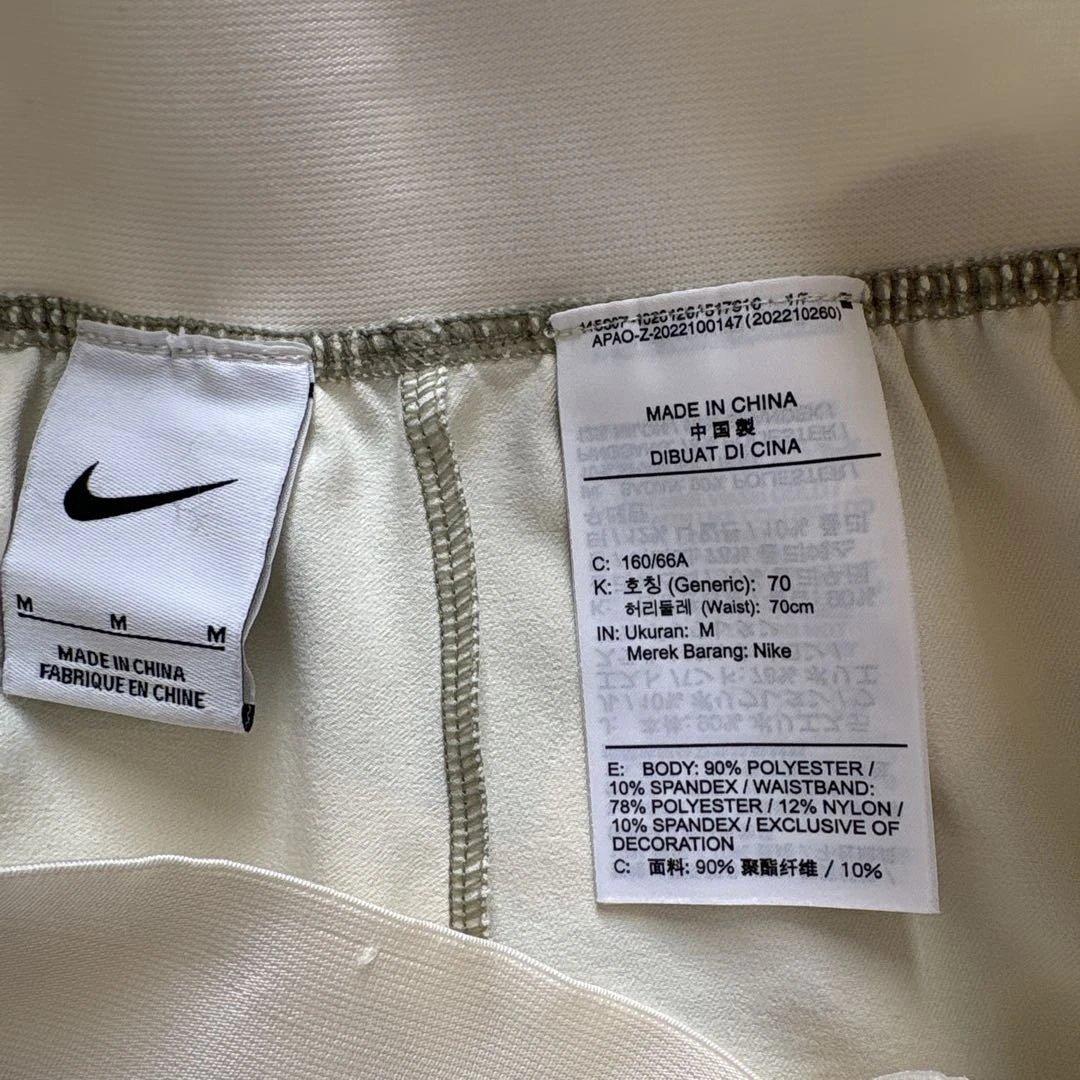 M M M
MADE IN CHINA
FABRIQUE EN CHINE
APAO-Z-2022100147(202210260)
MADE IN CHINA
中国製
DIBUAT DI CINA
C: 160/66A
K: 호칭 (Generic): 70
허리둘레 (Waist): 70cm
IN: Ukuran: M
Merek Barang: Nike
E: BODY: 90% POLYESTER /
10% SPANDEX / WAISTBAND:
78% POLYESTER / 12% NYLON /
10% SPANDEX / EXCLUSIVE OF
DECORATION
C: 面料: 90% 聚酯纤维 / 10%